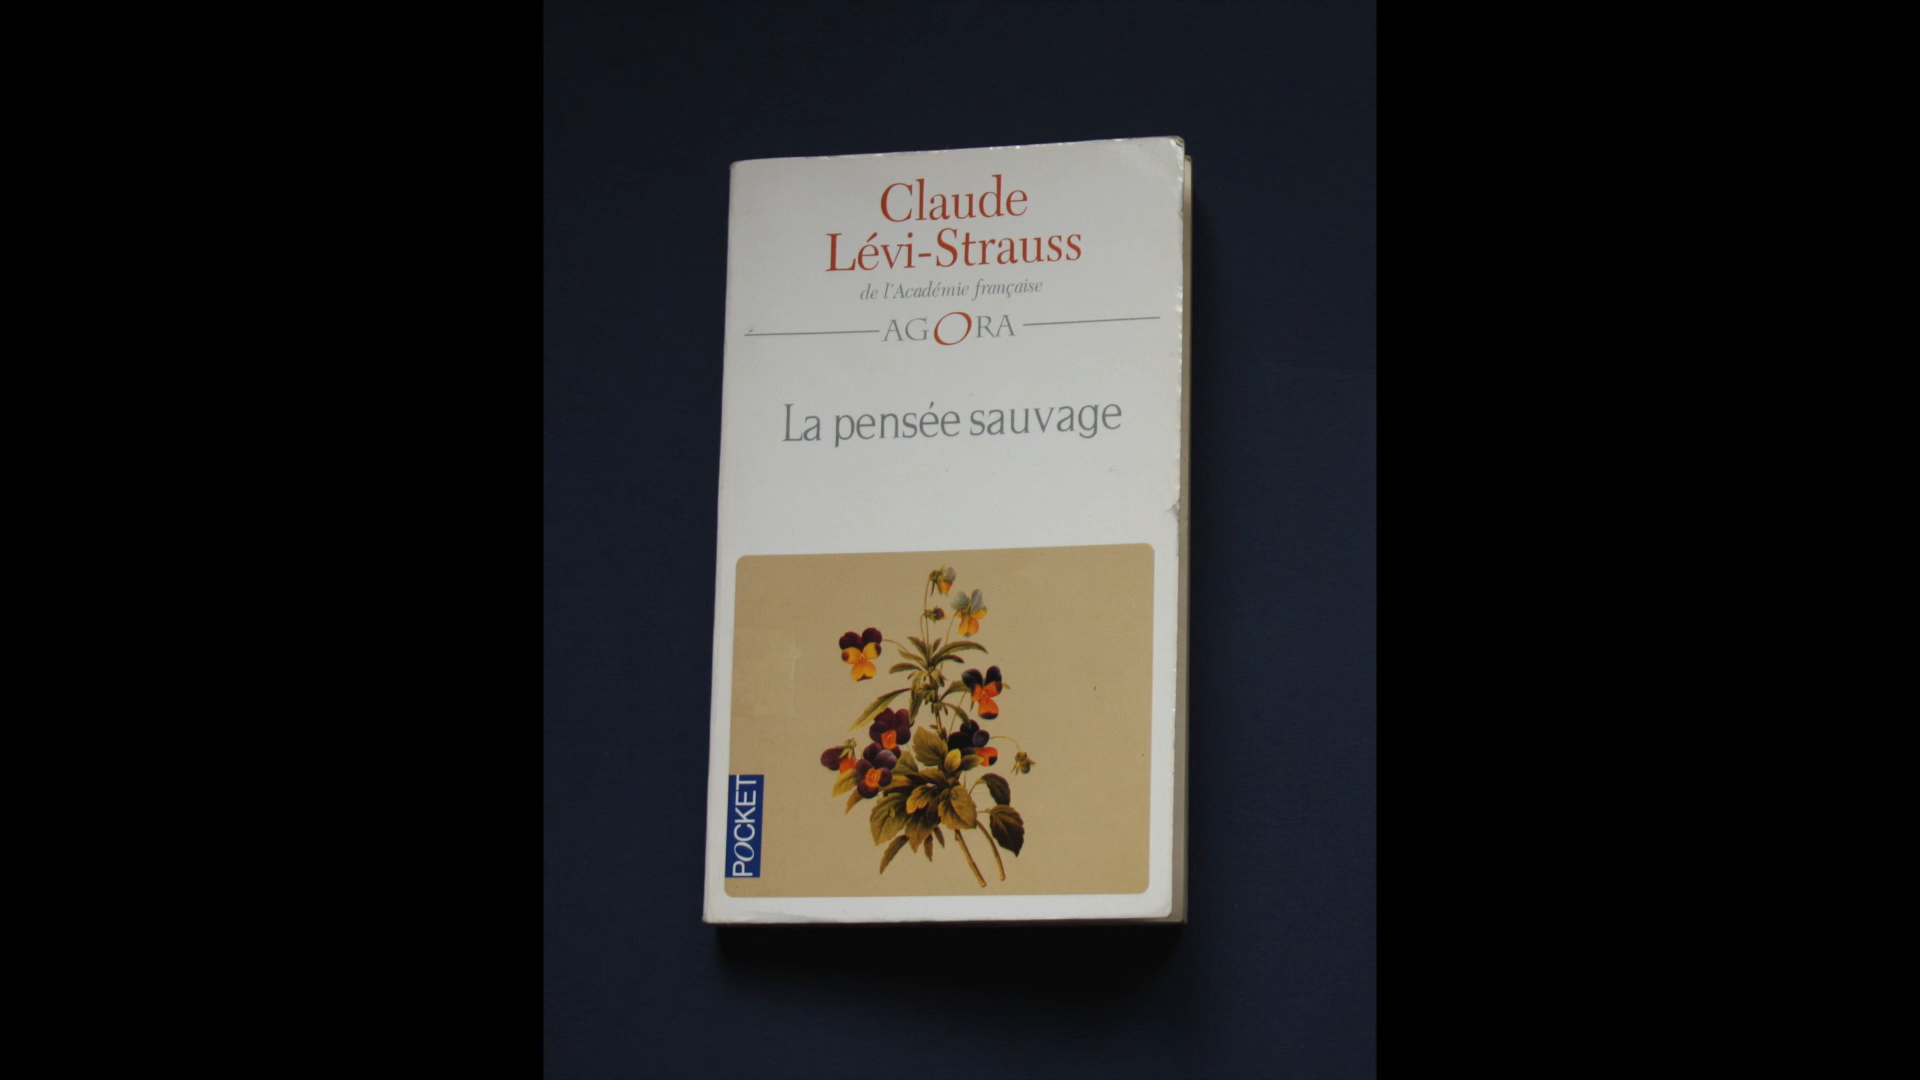 Claude
Lévi-Strauss
de l'Académie française
AGORA
La pensée sauvage
POCKET